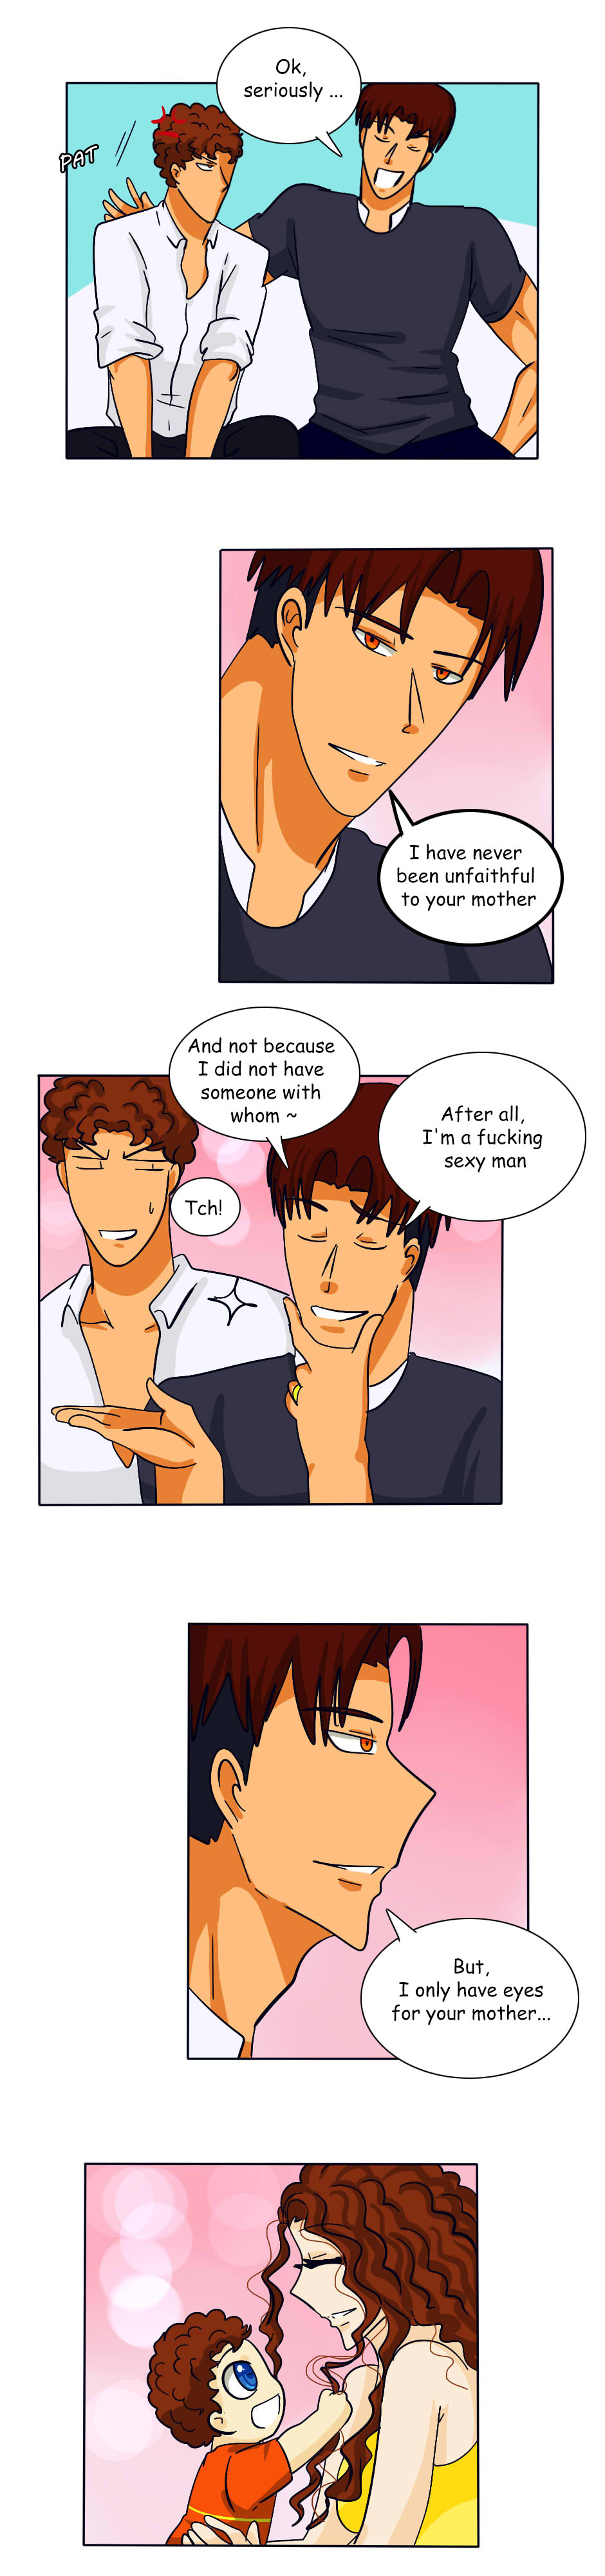 Ok,
seriously ...
PAT
I have never
been unfaithful
to your mother
And not because
I did not have
someone with
whom ~
After all,
I'm a fucking
sexy man
Tch!
But,
I only have eyes
for your mother...